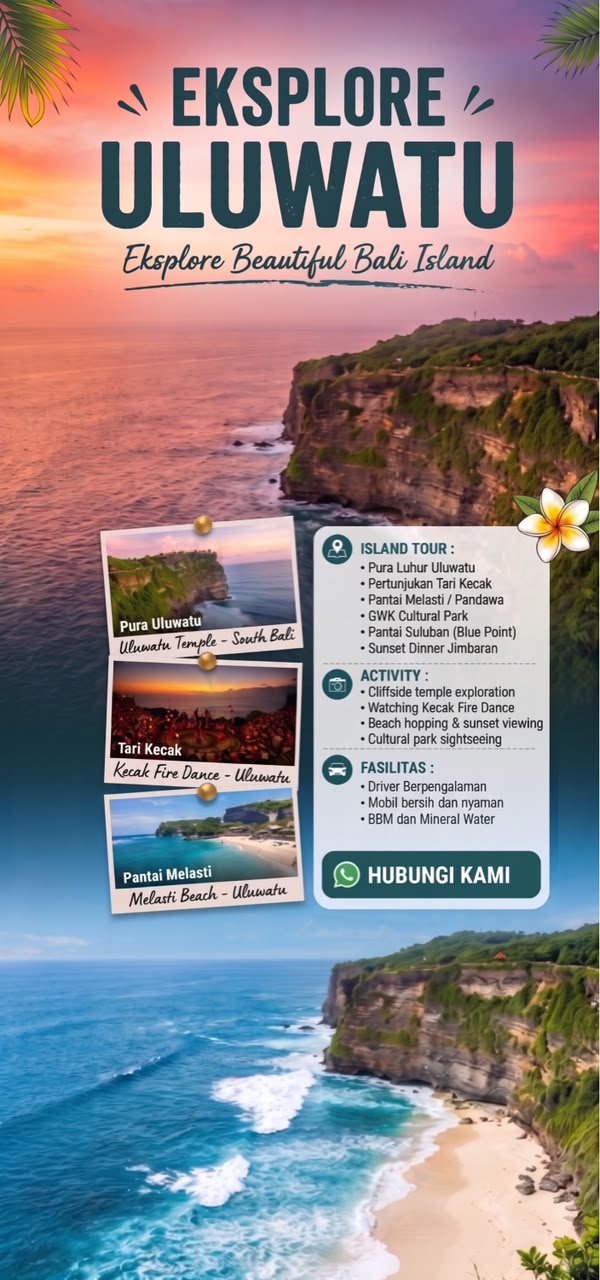 EKSPLORE
ULUWATU
Eksplore Beautiful Bali Island
Pura Uluwatu
Uluwatu Temple - South Bali
Tari Kecak
Kecak Fire Dance - Uluwatu
Pantai Melasti
Melasti Beach - Uluwatu
ISLAND TOUR :
• Pura Luhur Uluwatu
• Pertunjukan Tari Kecak
• Pantai Melasti / Pandawa
• GWK Cultural Park
• Pantai Suluban (Blue Point)
• Sunset Dinner Jimbaran
ACTIVITY :
• Cliffside temple exploration
• Watching Kecak Fire Dance
• Beach hopping & sunset viewing
• Cultural park sightseeing
FASILITAS :
• Driver Berpengalaman
• Mobil bersih dan nyaman
• BBM dan Mineral Water
HUBUNGI KAMI